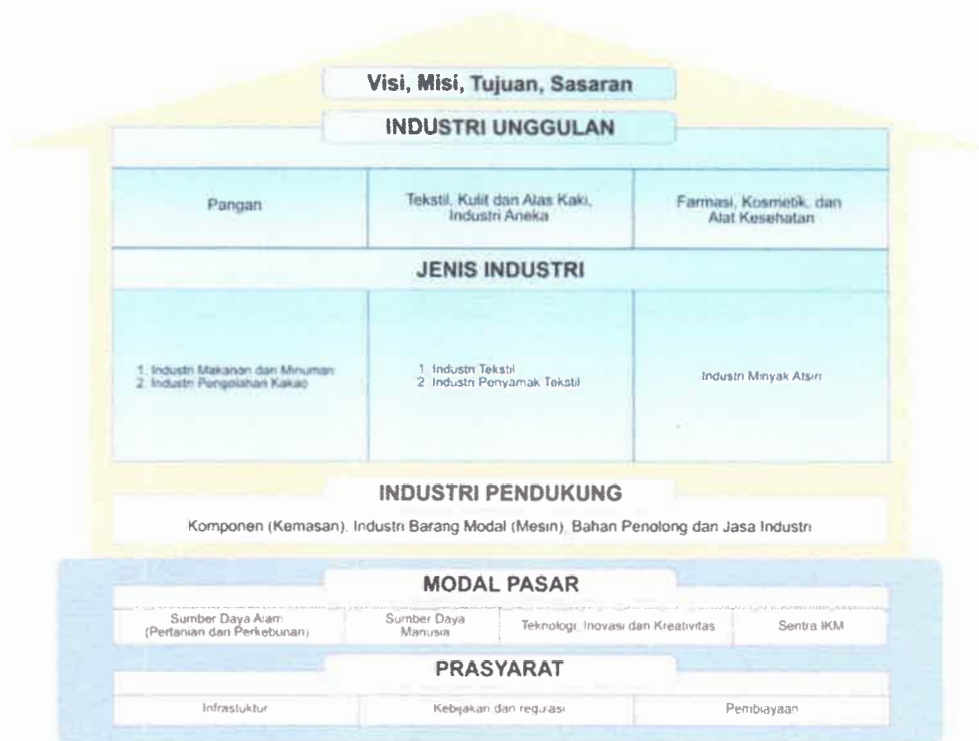 Visi, Misi, Tujuan, Sasaran
INDUSTRI UNGGULAN
Pangan
Tekstil, Kulit dan Alas Kaki,
Industri Aneka
Farmasi, Kosmetik, dan
Alat Kesehatan
JENIS INDUSTRI
1. Industri Makanan dan Minuman
2. Industri Pengolahan Kakao
1. Industri Tekstil
2. Industri Penyamak Tekstil
Industri Minyak Atsiri
INDUSTRI PENDUKUNG
Komponen (Kemasan), Industri Barang Modal (Mesin), Bahan Penolong dan Jasa Industri
MODAL PASAR
Sumber Daya Alam
(Pertanian dan Perkebunan)
Sumber Daya
Manusia
Teknologi, Inovasi dan Kreativitas
Sentra IKM
PRASYARAT
Infrastuktur
Kebijakan dan regulasi
Pembiayaan